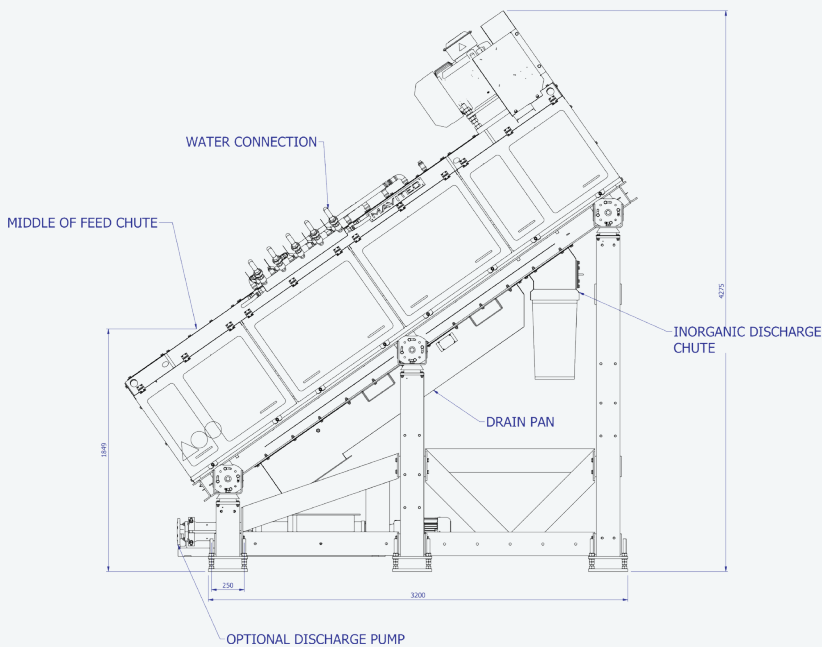 WATER CONNECTION
MIDDLE OF FEED CHUTE
4275
INORGANIC DISCHARGE
CHUTE
DRAIN PAN
1849
250
3200
OPTIONAL DISCHARGE PUMP